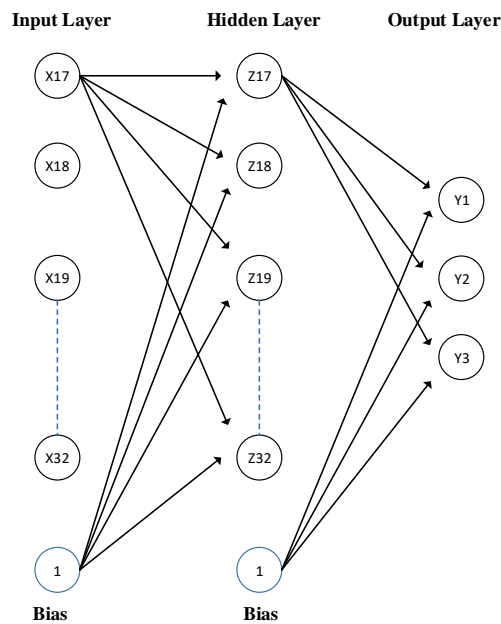 Input Layer
Hidden Layer
Output Layer
X17
Z17
X18
Z18
Y1
X19
Z19
Y2
Y3
X32
Z32
1
1
Bias
Bias